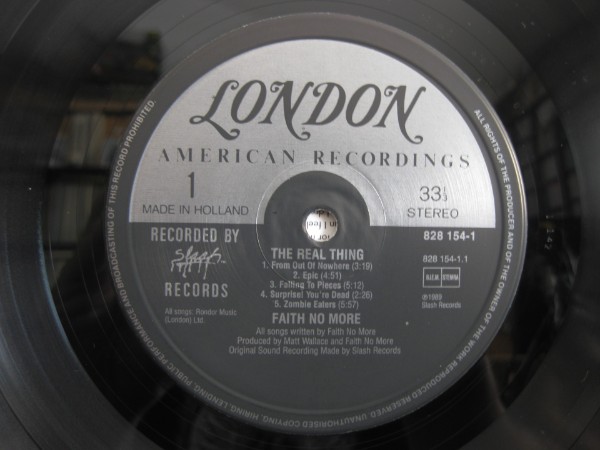 LONDON
AMERICAN RECORDINGS
1
MADE IN HOLLAND
33⅓
STEREO
RECORDED BY
slash
RECORDS
828 154-1
828 154-1.1
THE REAL THING
1. From Out Of Nowhere (3:19)
2. Epic (4:51)
3. Falling To Pieces (5:12)
4. Surprise! You're Dead (2:26)
5. Zombie Eaters (5:57)
FAITH NO MORE
BIEM STEMRA
℗1989
Slash Records
All songs: Rondor Music
(London) Ltd.
All songs written by Faith No More
Produced by Matt Wallace and Faith No More
Original Sound Recording Made by Slash Records
ALL RIGHTS OF THE PRODUCER AND OF THE OWNER OF THE WORK REPRODUCED RESERVED UNAUTHORISED COPYING, HIRING, LENDING, PUBLIC PERFORMANCE AND BROADCASTING OF THIS RECORD PROHIBITED.